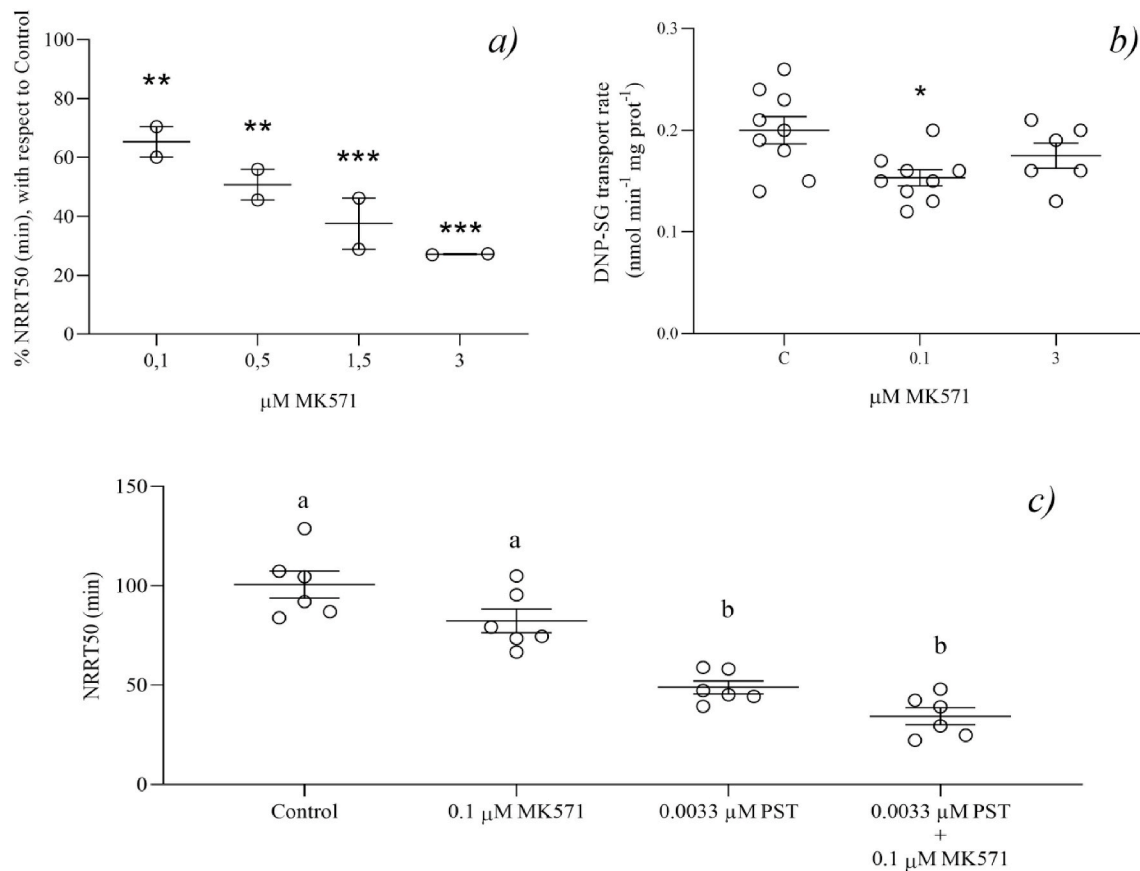 a)
% NRRT50 (min), with respect to Control
100
80
60
40
20
0
**
**
***
***
0,1
0,5
1,5
3
µM MK571
b)
DNP-SG transport rate
(nmol min⁻¹ mg prot⁻¹)
0.3
0.2
0.1
0.0
*
C
0.1
3
µM MK571
c)
NRRT50 (min)
150
100
50
0
a
a
b
b
Control
0.1 µM MK571
0.0033 µM PST
0.0033 µM PST
+
0.1 µM MK571